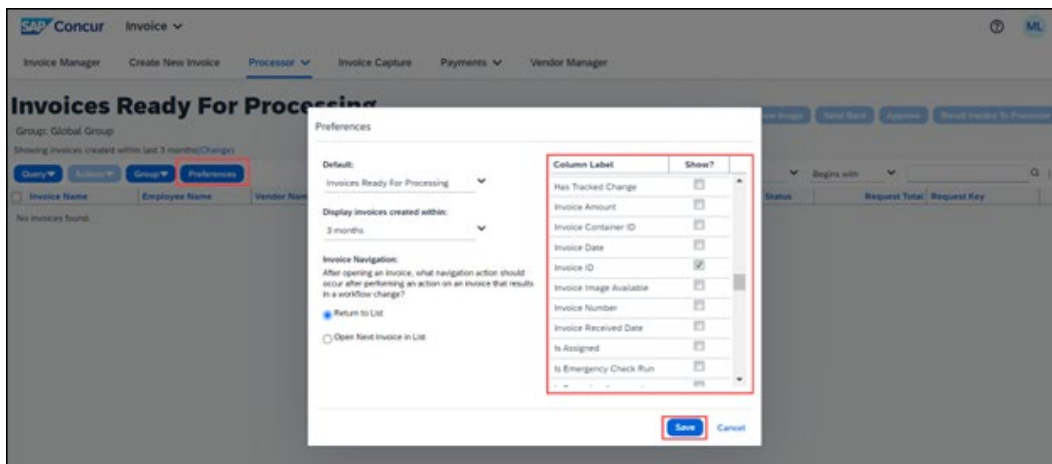 SAP Concur Invoice
ML
Invoice Manager Create New Invoice Processor Invoice Capture Payments Vendor Manager
Invoices Ready For Processing
Group: Global Group
Send Back Approve
Showing invoices created within last 3 months(Change)
Query Actions Group Preferences
Begins with
Invoice Name Employee Name Vendor Nam Status Request Total Request Key
No invoices found.
Preferences
Default:
Invoices Ready For Processing
Display invoices created within:
3 months
Invoice Navigation:
After opening an invoice, what navigation action should
occur after performing an action on an invoice that results
in a workflow change?
Return to List
Open Next Invoice in List
Column Label Show?
Has Tracked Change
Invoice Amount
Invoice Container ID
Invoice Date
Invoice ID
Invoice Image Available
Invoice Number
Invoice Received Date
Is Assigned
Is Emergency Check Run
Save Cancel